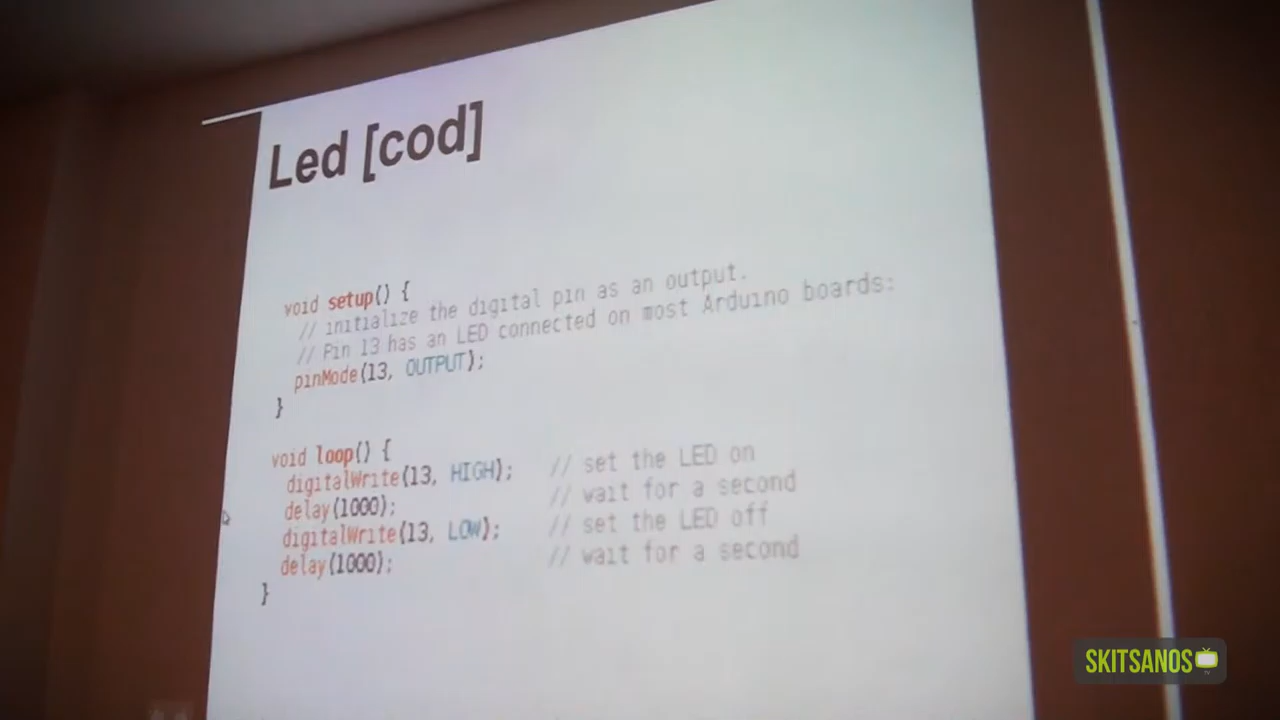 Led [cod]
void setup() {
// initialize the digital pin as an output.
// Pin 13 has an LED connected on most Arduino boards:
pinMode(13, OUTPUT);
}
void loop() {
digitalWrite(13, HIGH); // set the LED on
delay(1000); // wait for a second
digitalWrite(13, LOW); // set the LED off
delay(1000); // wait for a second
}
SKITSANOS
TV